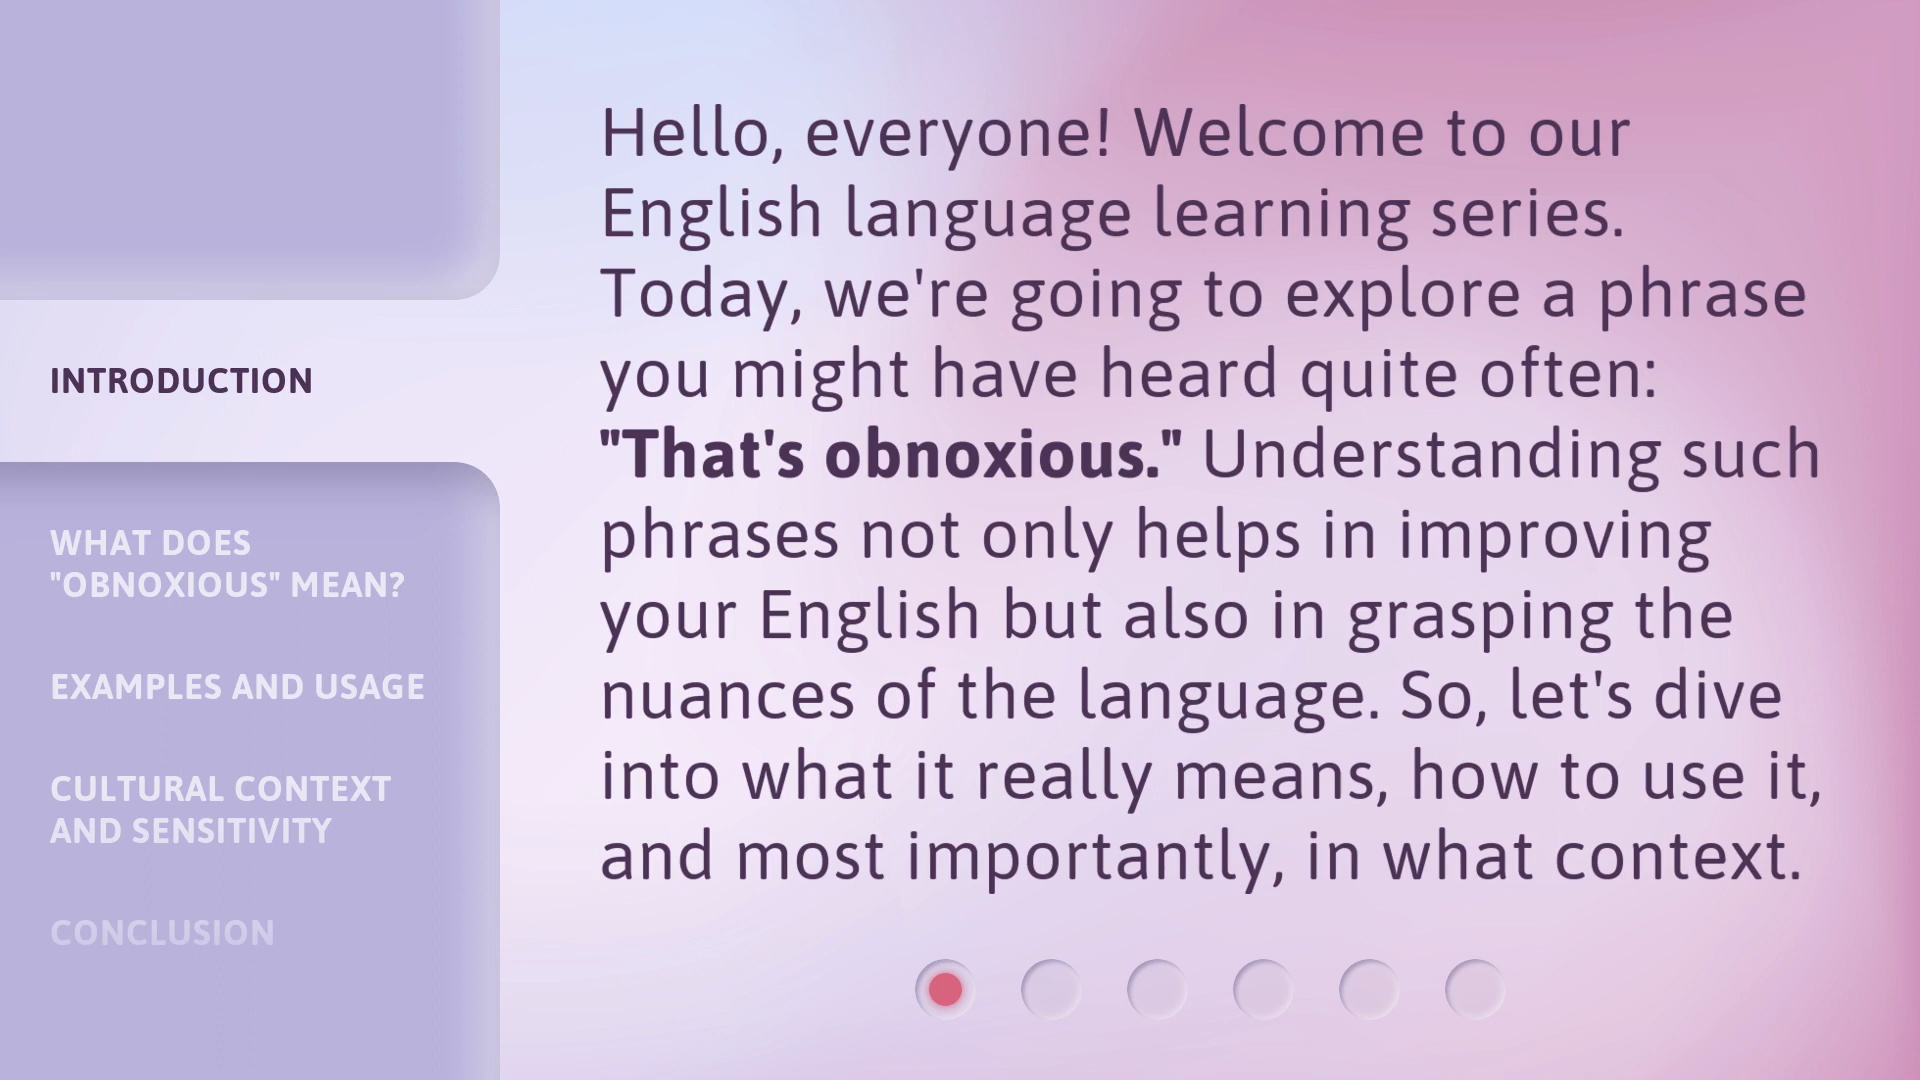 INTRODUCTION
WHAT DOES
"OBNOXIOUS" MEAN?
EXAMPLES AND USAGE
CULTURAL CONTEXT
AND SENSITIVITY
CONCLUSION
Hello, everyone! Welcome to our
English language learning series.
Today, we're going to explore a phrase
you might have heard quite often:
"That's obnoxious." Understanding such
phrases not only helps in improving
your English but also in grasping the
nuances of the language. So, let's dive
into what it really means, how to use it,
and most importantly, in what context.